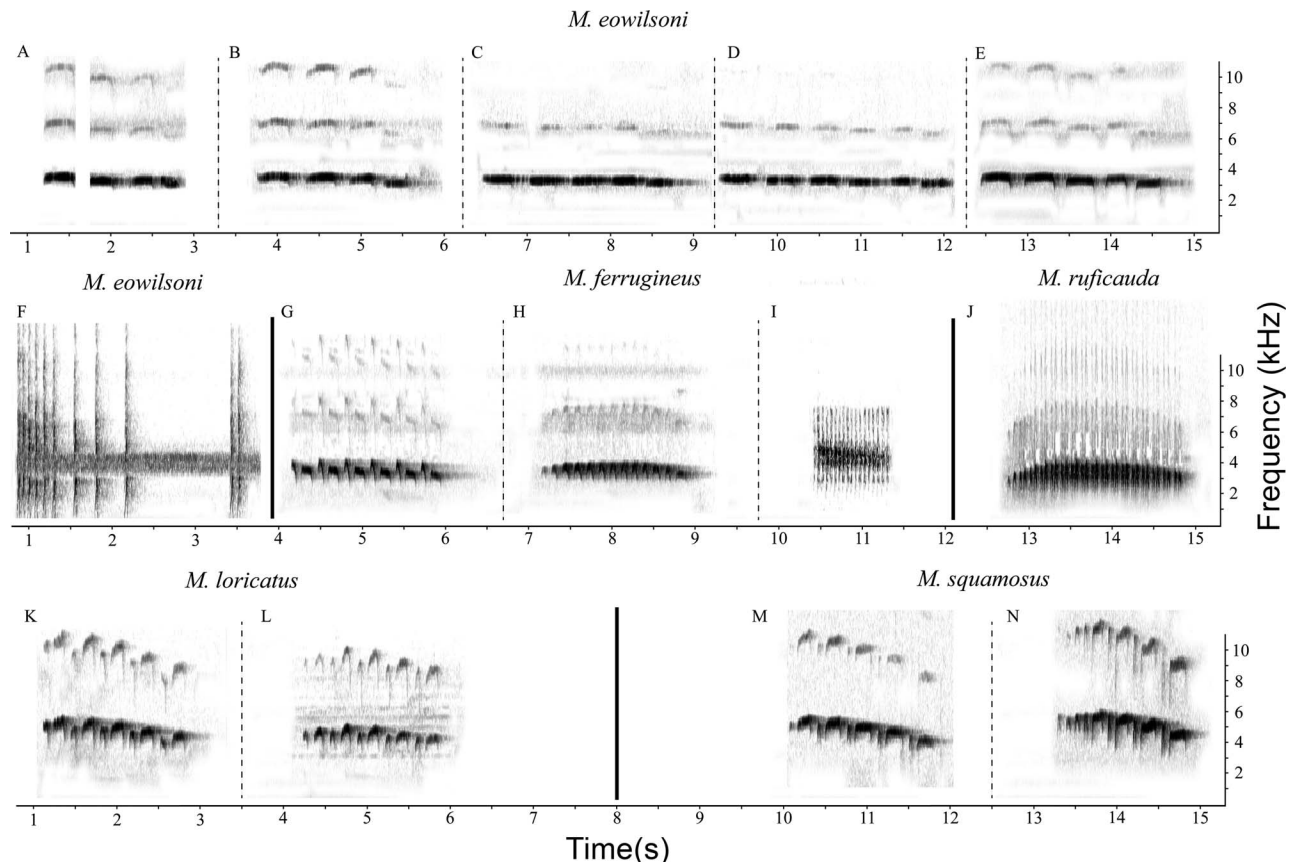 M. eowilsoni
A B C D E
10
8
6
4
2
1 2 3 4 5 6 7 8 9 10 11 12 13 14 15
M. eowilsoni M. ferrugineus M. ruficauda
F G H I J
10
8
6
4
2
1 2 3 4 5 6 7 8 9 10 11 12 13 14 15
Frequency (kHz)
M. loricatus M. squamosus
K L M N
10
8
6
4
2
1 2 3 4 5 6 7 8 9 10 11 12 13 14 15
Time(s)